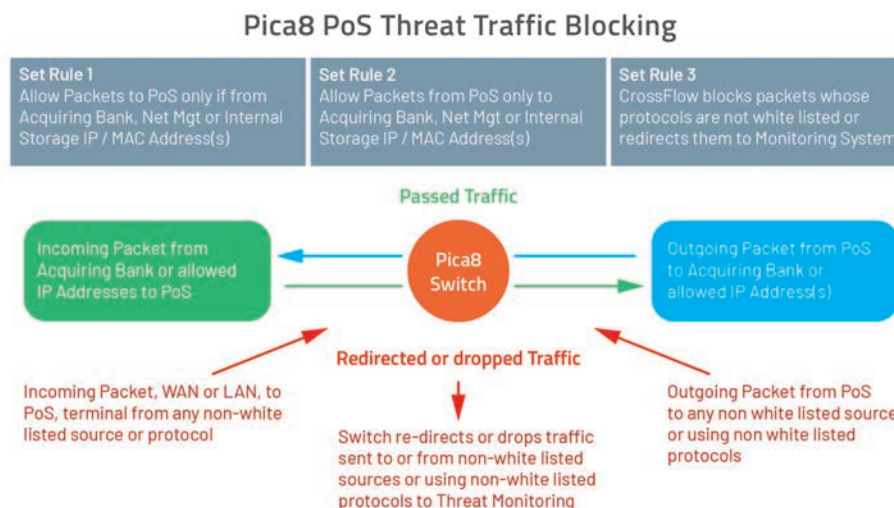 Pica8 PoS Threat Traffic Blocking
Set Rule 1
Allow Packets to PoS only if from
Acquiring Bank, Net Mgt or Internal
Storage IP / MAC Address(s)
Set Rule 2
Allow Packets from PoS only to
Acquiring Bank, Net Mgt or Internal
Storage IP / MAC Address(s)
Set Rule 3
CrossFlow blocks packets whose
protocols are not white listed or
redirects them to Monitoring System
Passed Traffic
Incoming Packet from
Acquiring Bank or allowed
IP Addresses to PoS
Pica8
Switch
Outgoing Packet from PoS
to Acquiring Bank or
allowed IP Address(s)
Redirected or dropped Traffic
Incoming Packet, WAN or LAN, to
PoS, terminal from any non-white
listed source or protocol
Switch re-directs or drops traffic
sent to or from non-white listed
sources or using non-white listed
protocols to Threat Monitoring
Outgoing Packet from PoS
to any non white listed source
or using non white listed
protocols